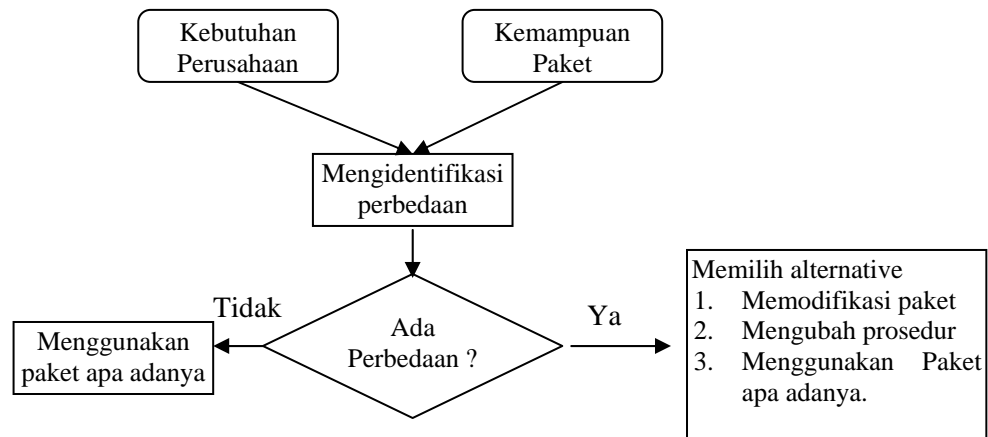 Kebutuhan
Perusahaan
Kemampuan
Paket
Mengidentifikasi
perbedaan
Tidak
Ada
Perbedaan ?
Ya
Menggunakan
paket apa adanya
Memilih alternative
1. Memodifikasi paket
2. Mengubah prosedur
3. Menggunakan Paket
apa adanya.